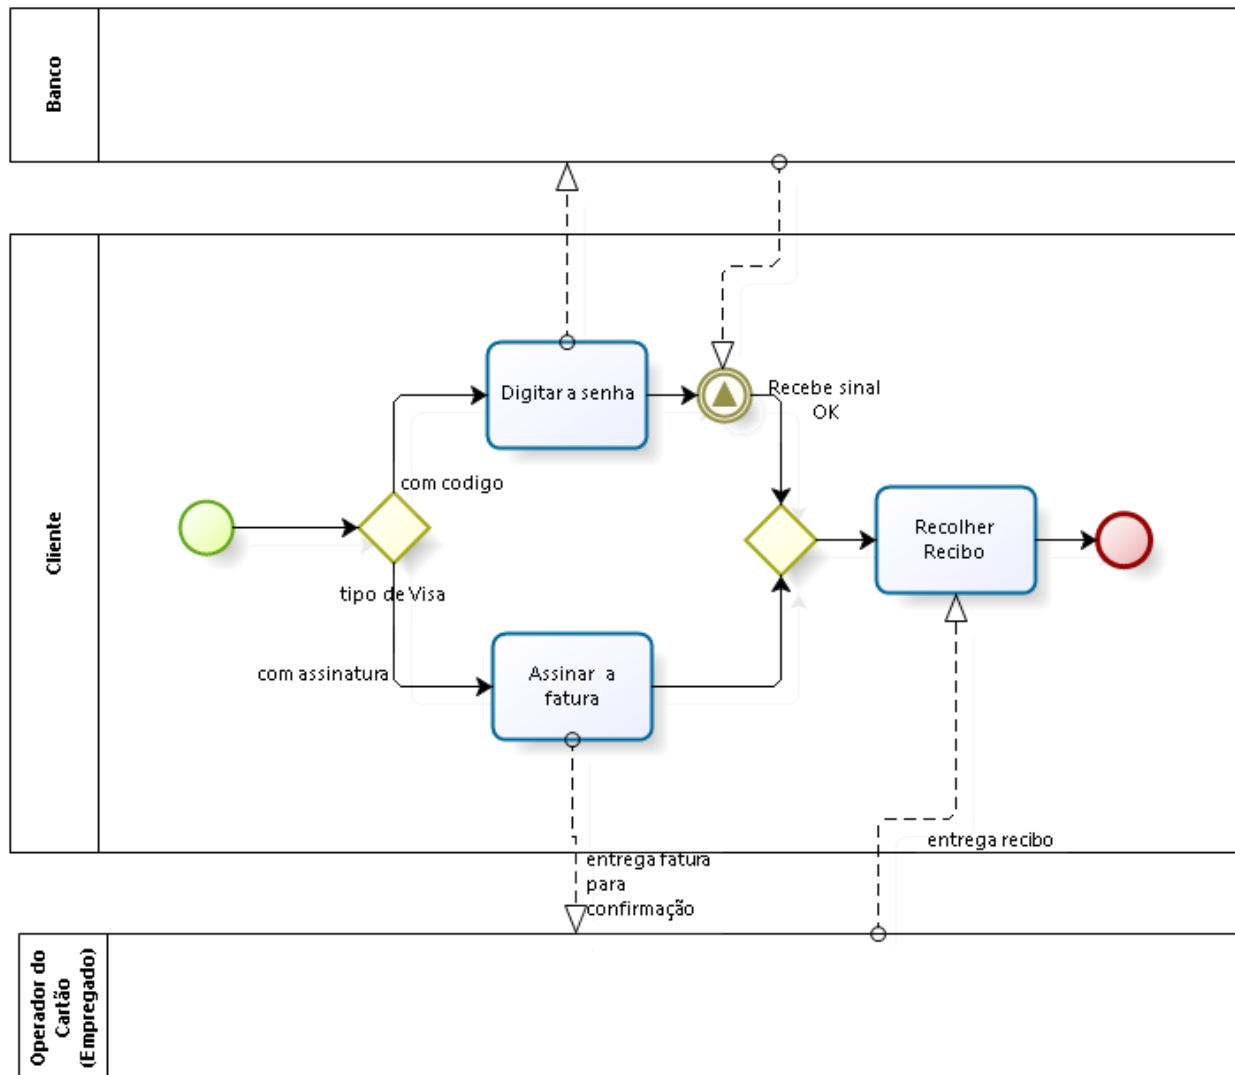 Banco
Cliente
Digitar a senha
Recebe sinal
OK
com codigo
tipo de Visa
com assinatura
Assinar a
fatura
Recolher
Recibo
entrega fatura
para
confirmação
entrega recibo
Operador do
Cartão
(Empregado)